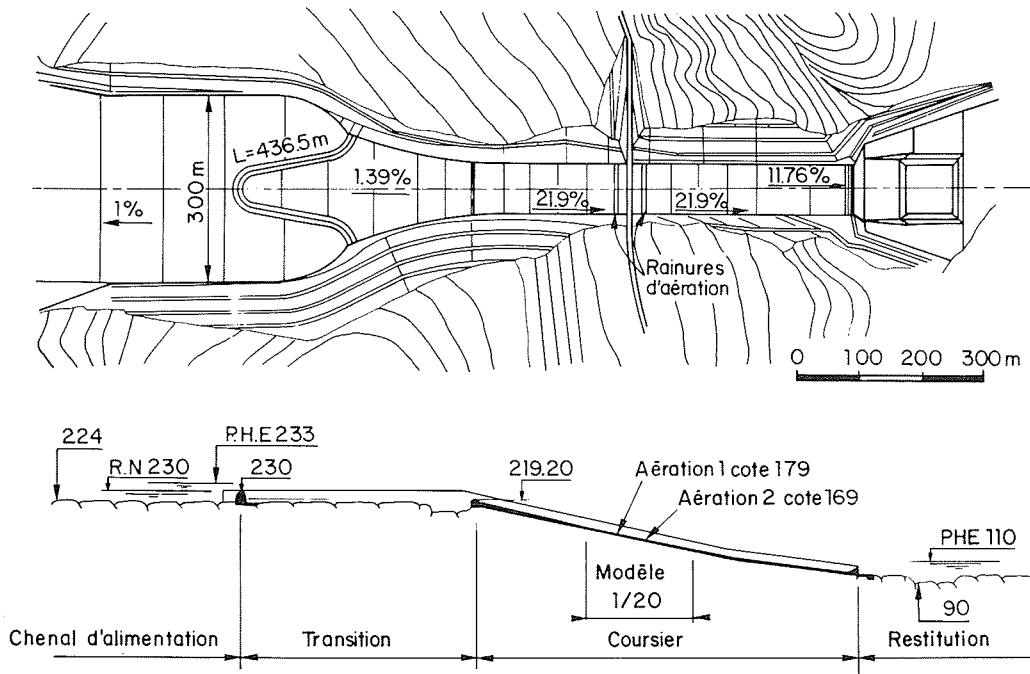 L=436.5m
300m
1%
1.39%
21.9%
21.9%
11.76%
Rainures
d'aération
0 100 200 300 m
224
P.H.E 233
R.N 230
230
219.20
Aération 1 cote 179
Aération 2 cote 169
PHE 110
Modèle
1/20
90
Chenal d'alimentation
Transition
Coursier
Restitution